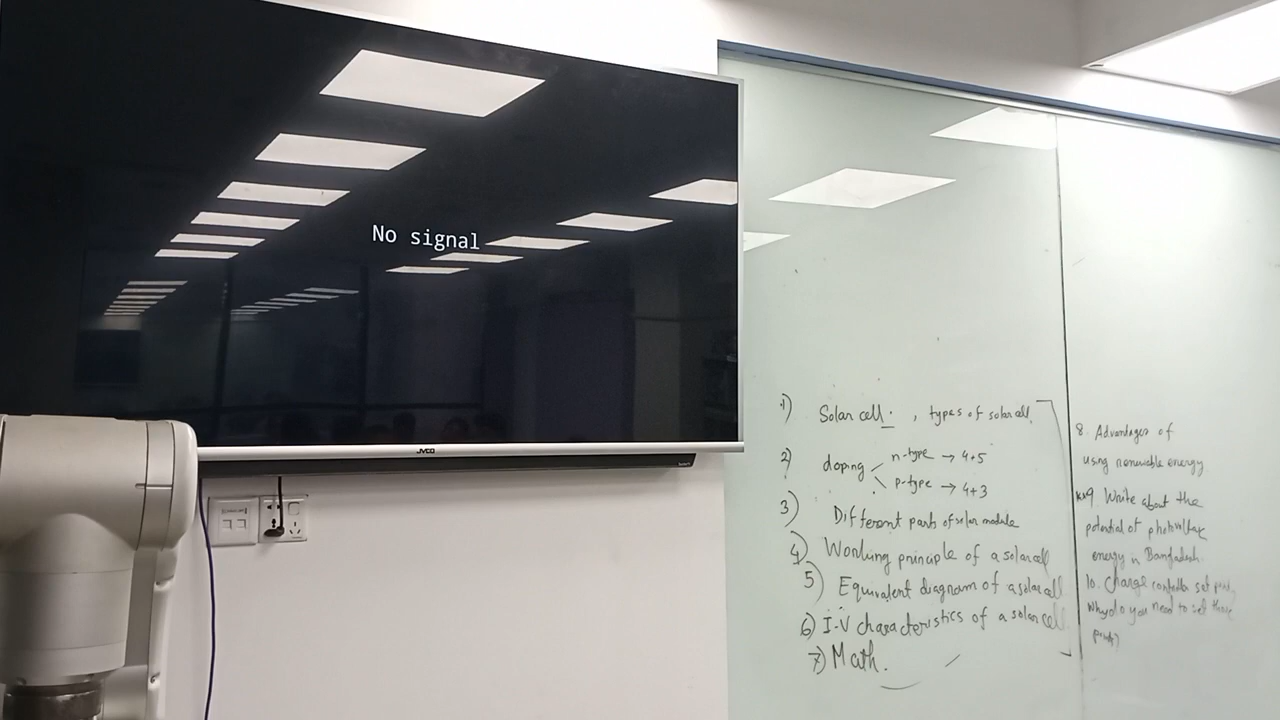 No signal
JVCO
1) Solar cell. , types of solar cell.
2) doping
n-type → 4+5
p-type → 4+3
3) Different parts of solar module
4) Working principle of a solar cell
5) Equivalent diagram of a solar cell
6) I-V characteristics of a solar cell
7) Math.
8. Advantages of
using renewable energy
9 Write about the
potential of photovoltaic
energy in Bangladesh.
10. Charge controller set points,
Why do you need to set these
points?